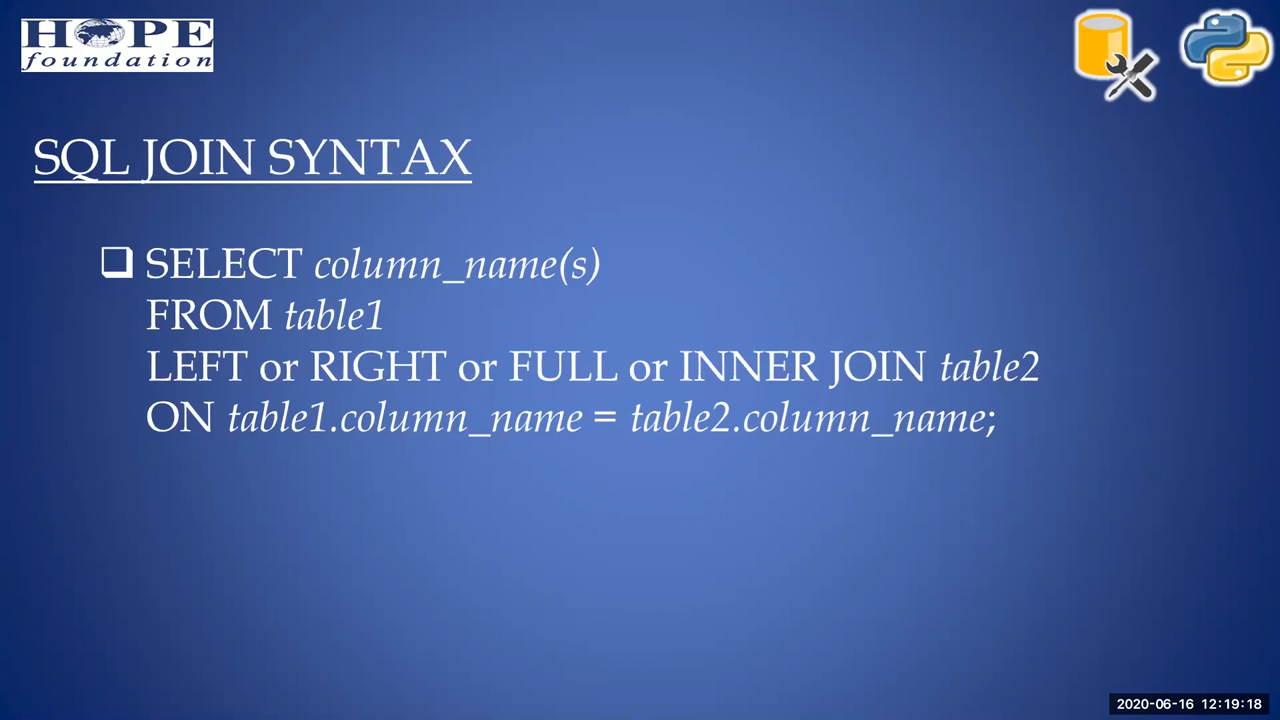 HOPE
foundation
SQL JOIN SYNTAX
❑ SELECT column_name(s)
FROM table1
LEFT or RIGHT or FULL or INNER JOIN table2
ON table1.column_name = table2.column_name;
2020-06-16 12:19:18